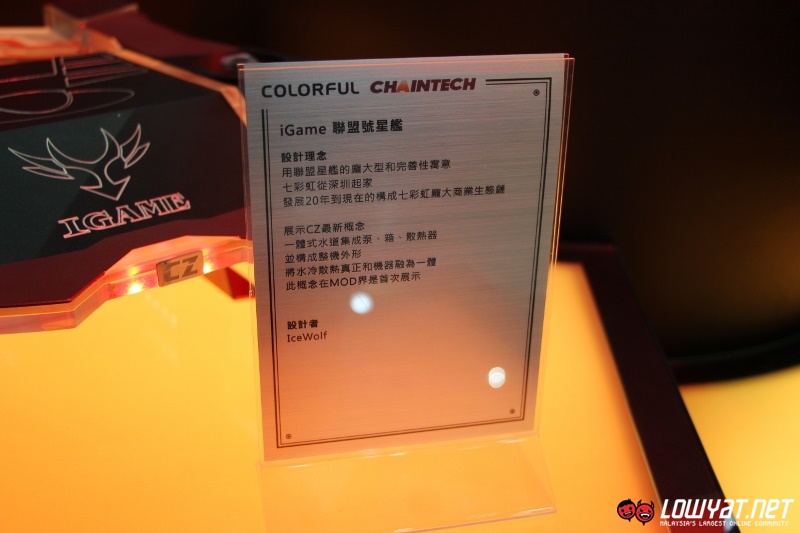 COLORFUL CHAINTECH
iGame 聯盟號星艦
設計理念
用聯盟星艦的龐大型和完善性寓意
七彩虹從深圳起家
發展20年到現在的構成七彩虹龐大商業生態鏈
展示CZ最新概念
一體式水道集成泵、箱、散熱器
並構成整機外形
將水冷散熱真正和機器融為一體
此概念在MOD界是首次展示
設計者
IceWolf
IGAME
CZ
LOWYAT.NET
MALAYSIA'S LARGEST ONLINE COMMUNITY